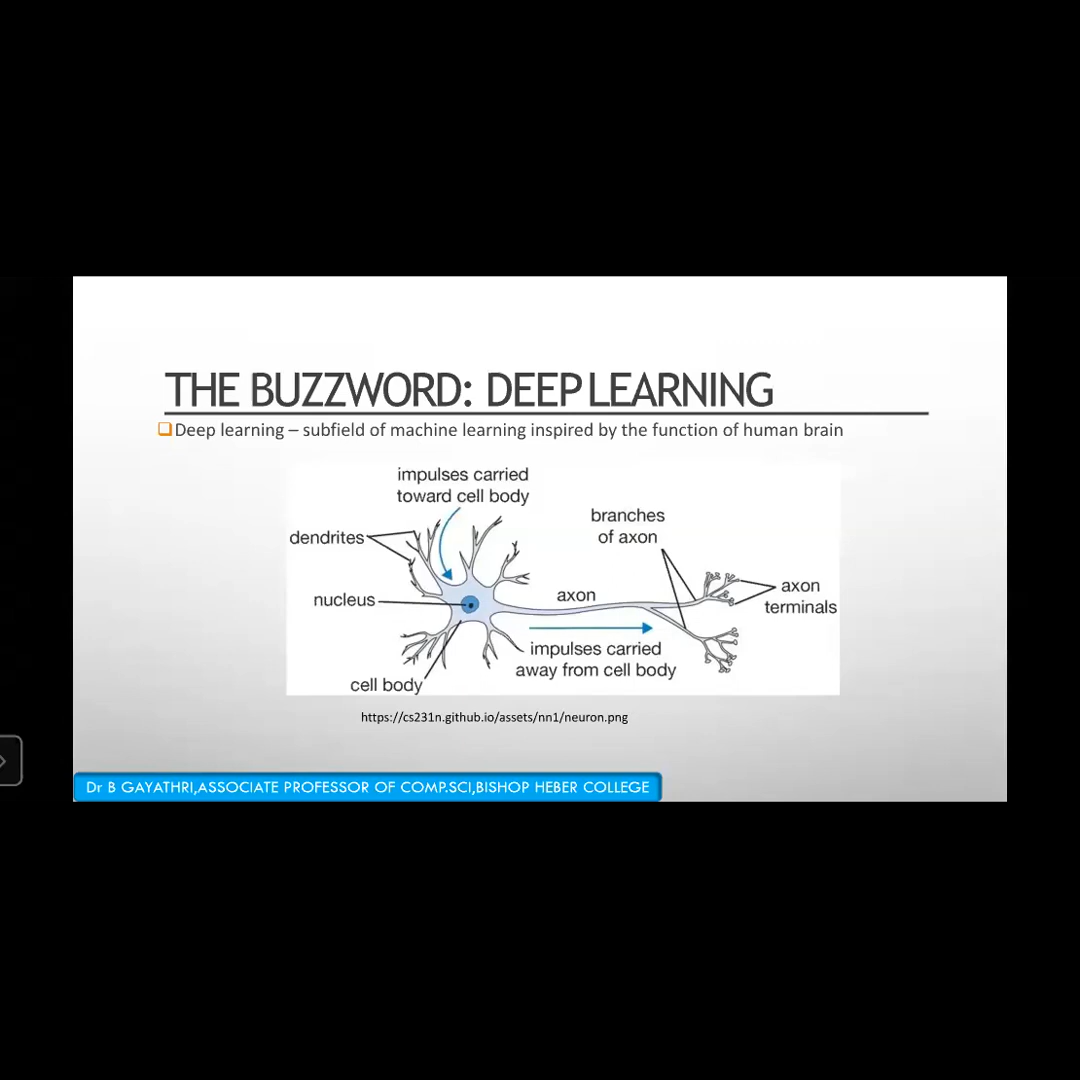 THE BUZZWORD: DEEP LEARNING
Deep learning – subfield of machine learning inspired by the function of human brain
impulses carried
toward cell body
branches
of axon
dendrites
nucleus
axon
axon
terminals
impulses carried
away from cell body
cell body
https://cs231n.github.io/assets/nn1/neuron.png
Dr B GAYATHRI,ASSOCIATE PROFESSOR OF COMP.SCI,BISHOP HEBER COLLEGE